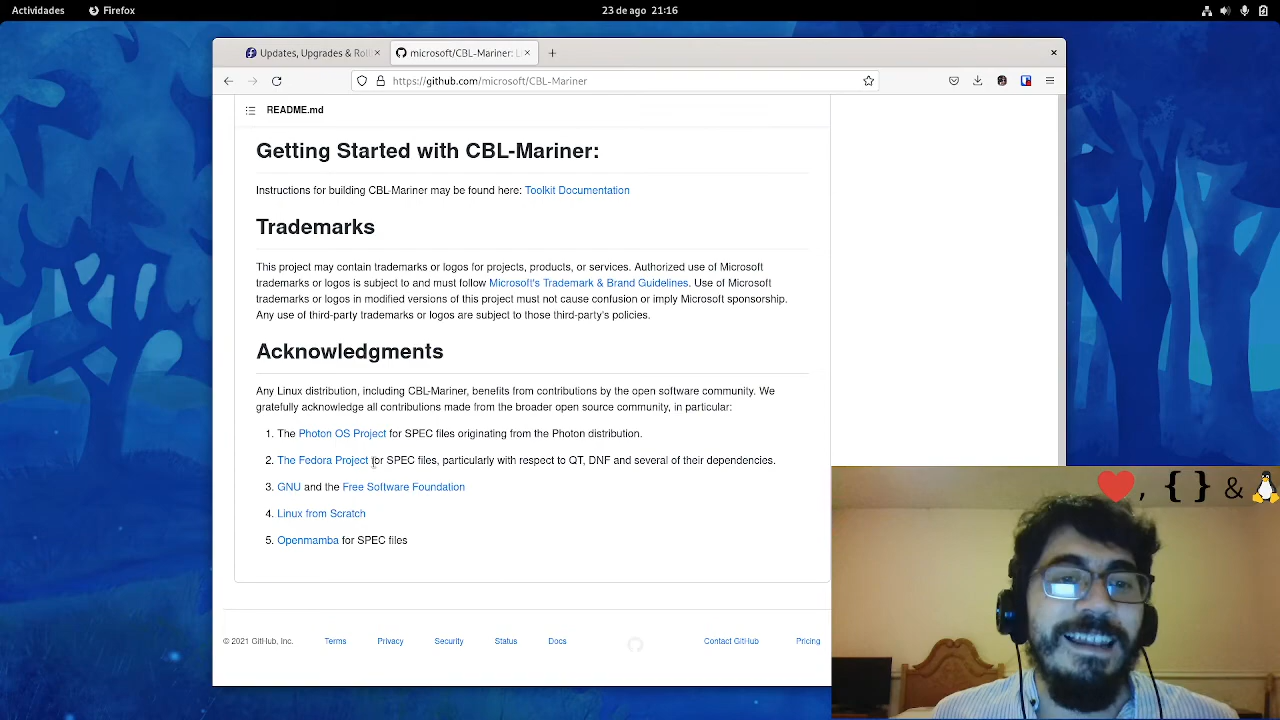 Actividades
Firefox
23 de ago 21:16
Updates, Upgrades & Rol
microsoft/CBL-Mariner: L
https://github.com/microsoft/CBL-Mariner
README.md
Getting Started with CBL-Mariner:
Instructions for building CBL-Mariner may be found here: Toolkit Documentation
Trademarks
This project may contain trademarks or logos for projects, products, or services. Authorized use of Microsoft
trademarks or logos is subject to and must follow Microsoft's Trademark & Brand Guidelines. Use of Microsoft
trademarks or logos in modified versions of this project must not cause confusion or imply Microsoft sponsorship.
Any use of third-party trademarks or logos are subject to those third-party's policies.
Acknowledgments
Any Linux distribution, including CBL-Mariner, benefits from contributions by the open software community. We
gratefully acknowledge all contributions made from the broader open source community, in particular:
1. The Photon OS Project for SPEC files originating from the Photon distribution.
2. The Fedora Project for SPEC files, particularly with respect to QT, DNF and several of their dependencies.
3. GNU and the Free Software Foundation
4. Linux from Scratch
5. Openmamba for SPEC files
, { } &
© 2021 GitHub, Inc.
Terms
Privacy
Security
Status
Docs
Contact GitHub
Pricing